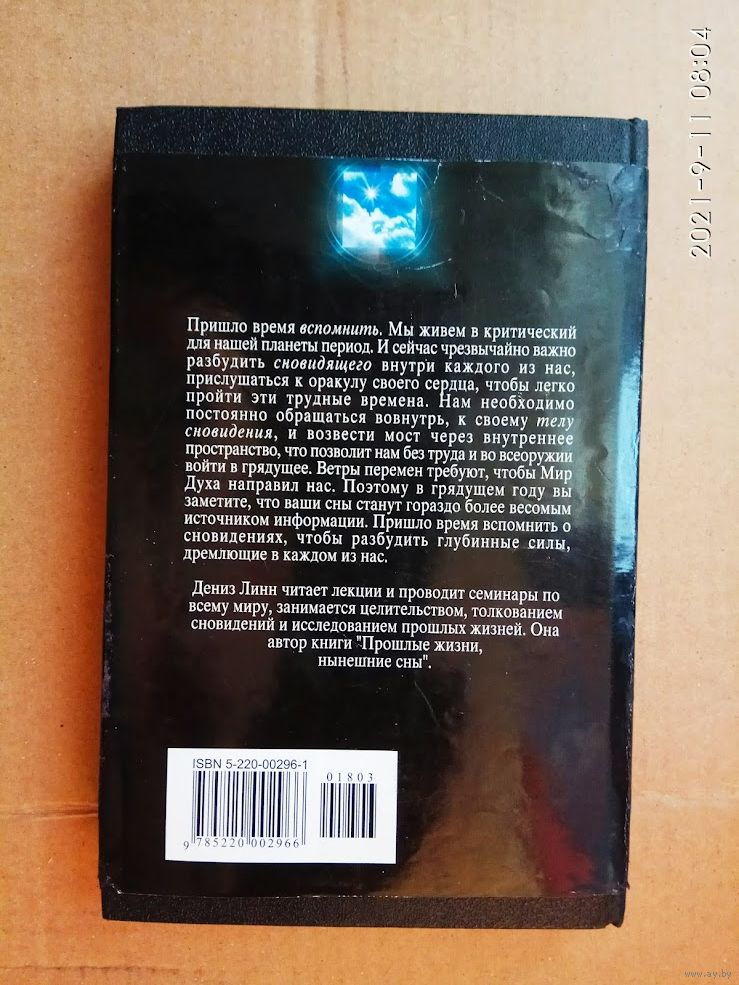 2021-9-11 08:04
Пришло время вспомнить. Мы живем в критический
для нашей планеты период. И сейчас чрезвычайно важно
разбудить сновидящего внутри каждого из нас,
прислушаться к оракулу своего сердца, чтобы легко
пройти эти трудные времена. Нам необходимо
постоянно обращаться вовнутрь, к своему телу
сновидения, и возвести мост через внутреннее
пространство, что позволит нам без труда и во всеоружии
войти в грядущее. Ветры перемен требуют, чтобы Мир
Духа направил нас. Поэтому в грядущем году вы
заметите, что ваши сны станут гораздо более весомым
источником информации. Пришло время вспомнить о
сновидениях, чтобы разбудить глубинные силы,
дремлющие в каждом из нас.
Дениз Линн читает лекции и проводит семинары по
всему миру, занимается целительством, толкованием
сновидений и исследованием прошлых жизней. Она
автор книги "Прошлые жизни,
нынешние сны".
ISBN 5-220-00296-1
01803
9 785220 002966
www.ay.by